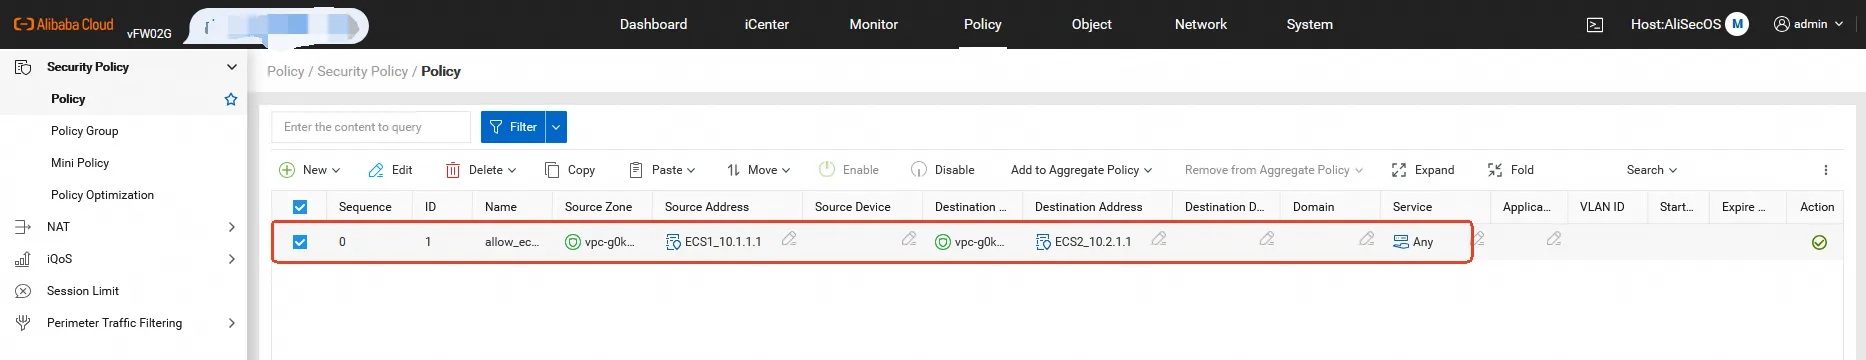 Alibaba Cloud vFW02G Dashboard iCenter Monitor Policy Object Network System Host:AliSecOS M admin
Security Policy
Policy
Policy Group
Mini Policy
Policy Optimization
NAT
iQoS
Session Limit
Perimeter Traffic Filtering
Policy / Security Policy / Policy
Enter the content to query Filter
New Edit Delete Copy Paste Move Enable Disable Add to Aggregate Policy Remove from Aggregate Policy Expand Fold Search
Sequence ID Name Source Zone Source Address Source Device Destination ... Destination Address Destination D... Domain Service Applica... VLAN ID Start... Expire ... Action
0 1 allow_ec... vpc-g0k... ECS1_10.1.1.1 vpc-g0k... ECS2_10.2.1.1 Any